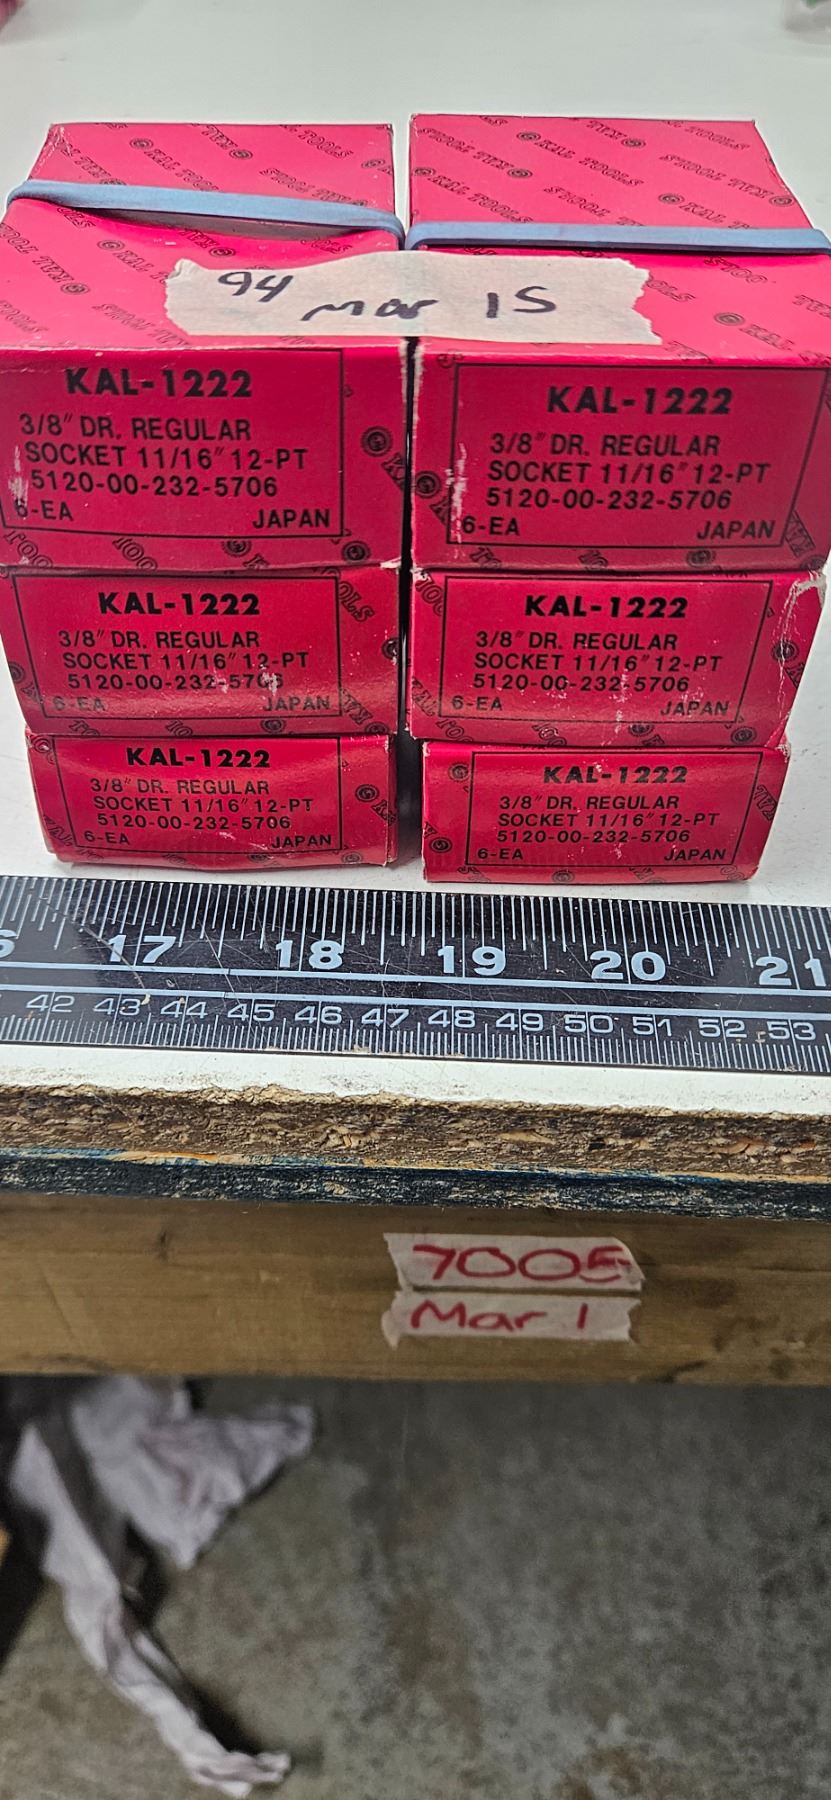 94
Mar 15
KAL-1222
3/8" DR. REGULAR
SOCKET 11/16" 12-PT
5120-00-232-5706
6-EA JAPAN
KAL-1222
3/8" DR. REGULAR
SOCKET 11/16" 12-PT
5120-00-232-5706
6-EA JAPAN
KAL-1222
3/8" DR. REGULAR
SOCKET 11/16" 12-PT
5120-00-232-5706
6-EA JAPAN
KAL-1222
3/8" DR. REGULAR
SOCKET 11/16" 12-PT
5120-00-232-5706
6-EA JAPAN
KAL-1222
3/8" DR. REGULAR
SOCKET 11/16" 12-PT
5120-00-232-5706
6-EA JAPAN
KAL-1222
3/8" DR. REGULAR
SOCKET 11/16" 12-PT
5120-00-232-5706
6-EA JAPAN
17 18 19 20 21
42 43 44 45 46 47 48 49 50 51 52 53
7005
Mar 1